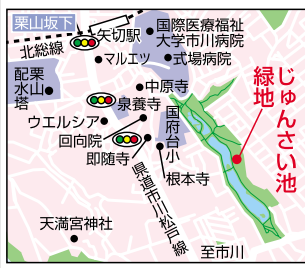 栗山坂下
矢切駅
北総線
国際医療福祉
大学市川病院
マルエツ
式場病院
栗山
配水塔
中原寺
泉養寺
ウエルシア
国府台小
回向院
即随寺
じゅんさい池
緑地
根本寺
県道市川松戸線
天満宮神社
至市川